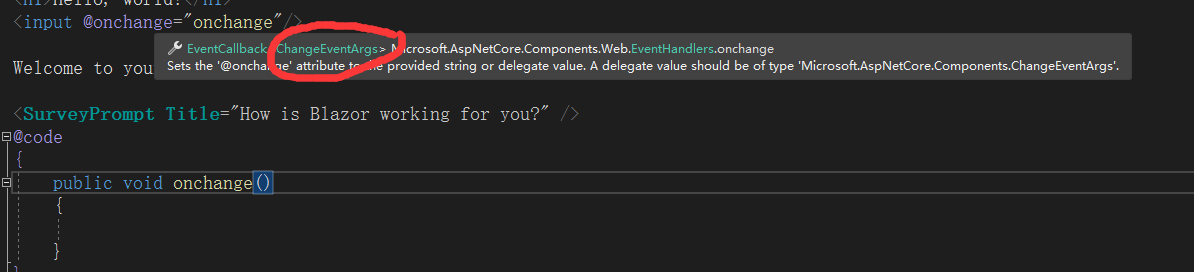 <h1>Hello, world!</h1>
<input @onchange="onchange"/>
EventCallback<ChangeEventArgs> Microsoft.AspNetCore.Components.Web.EventHandlers.onchange
Sets the '@onchange' attribute to the provided string or delegate value. A delegate value should be of type 'Microsoft.AspNetCore.Components.ChangeEventArgs'.
Welcome to you
<SurveyPrompt Title="How is Blazor working for you?" />
@code
{
public void onchange()
{
}
}